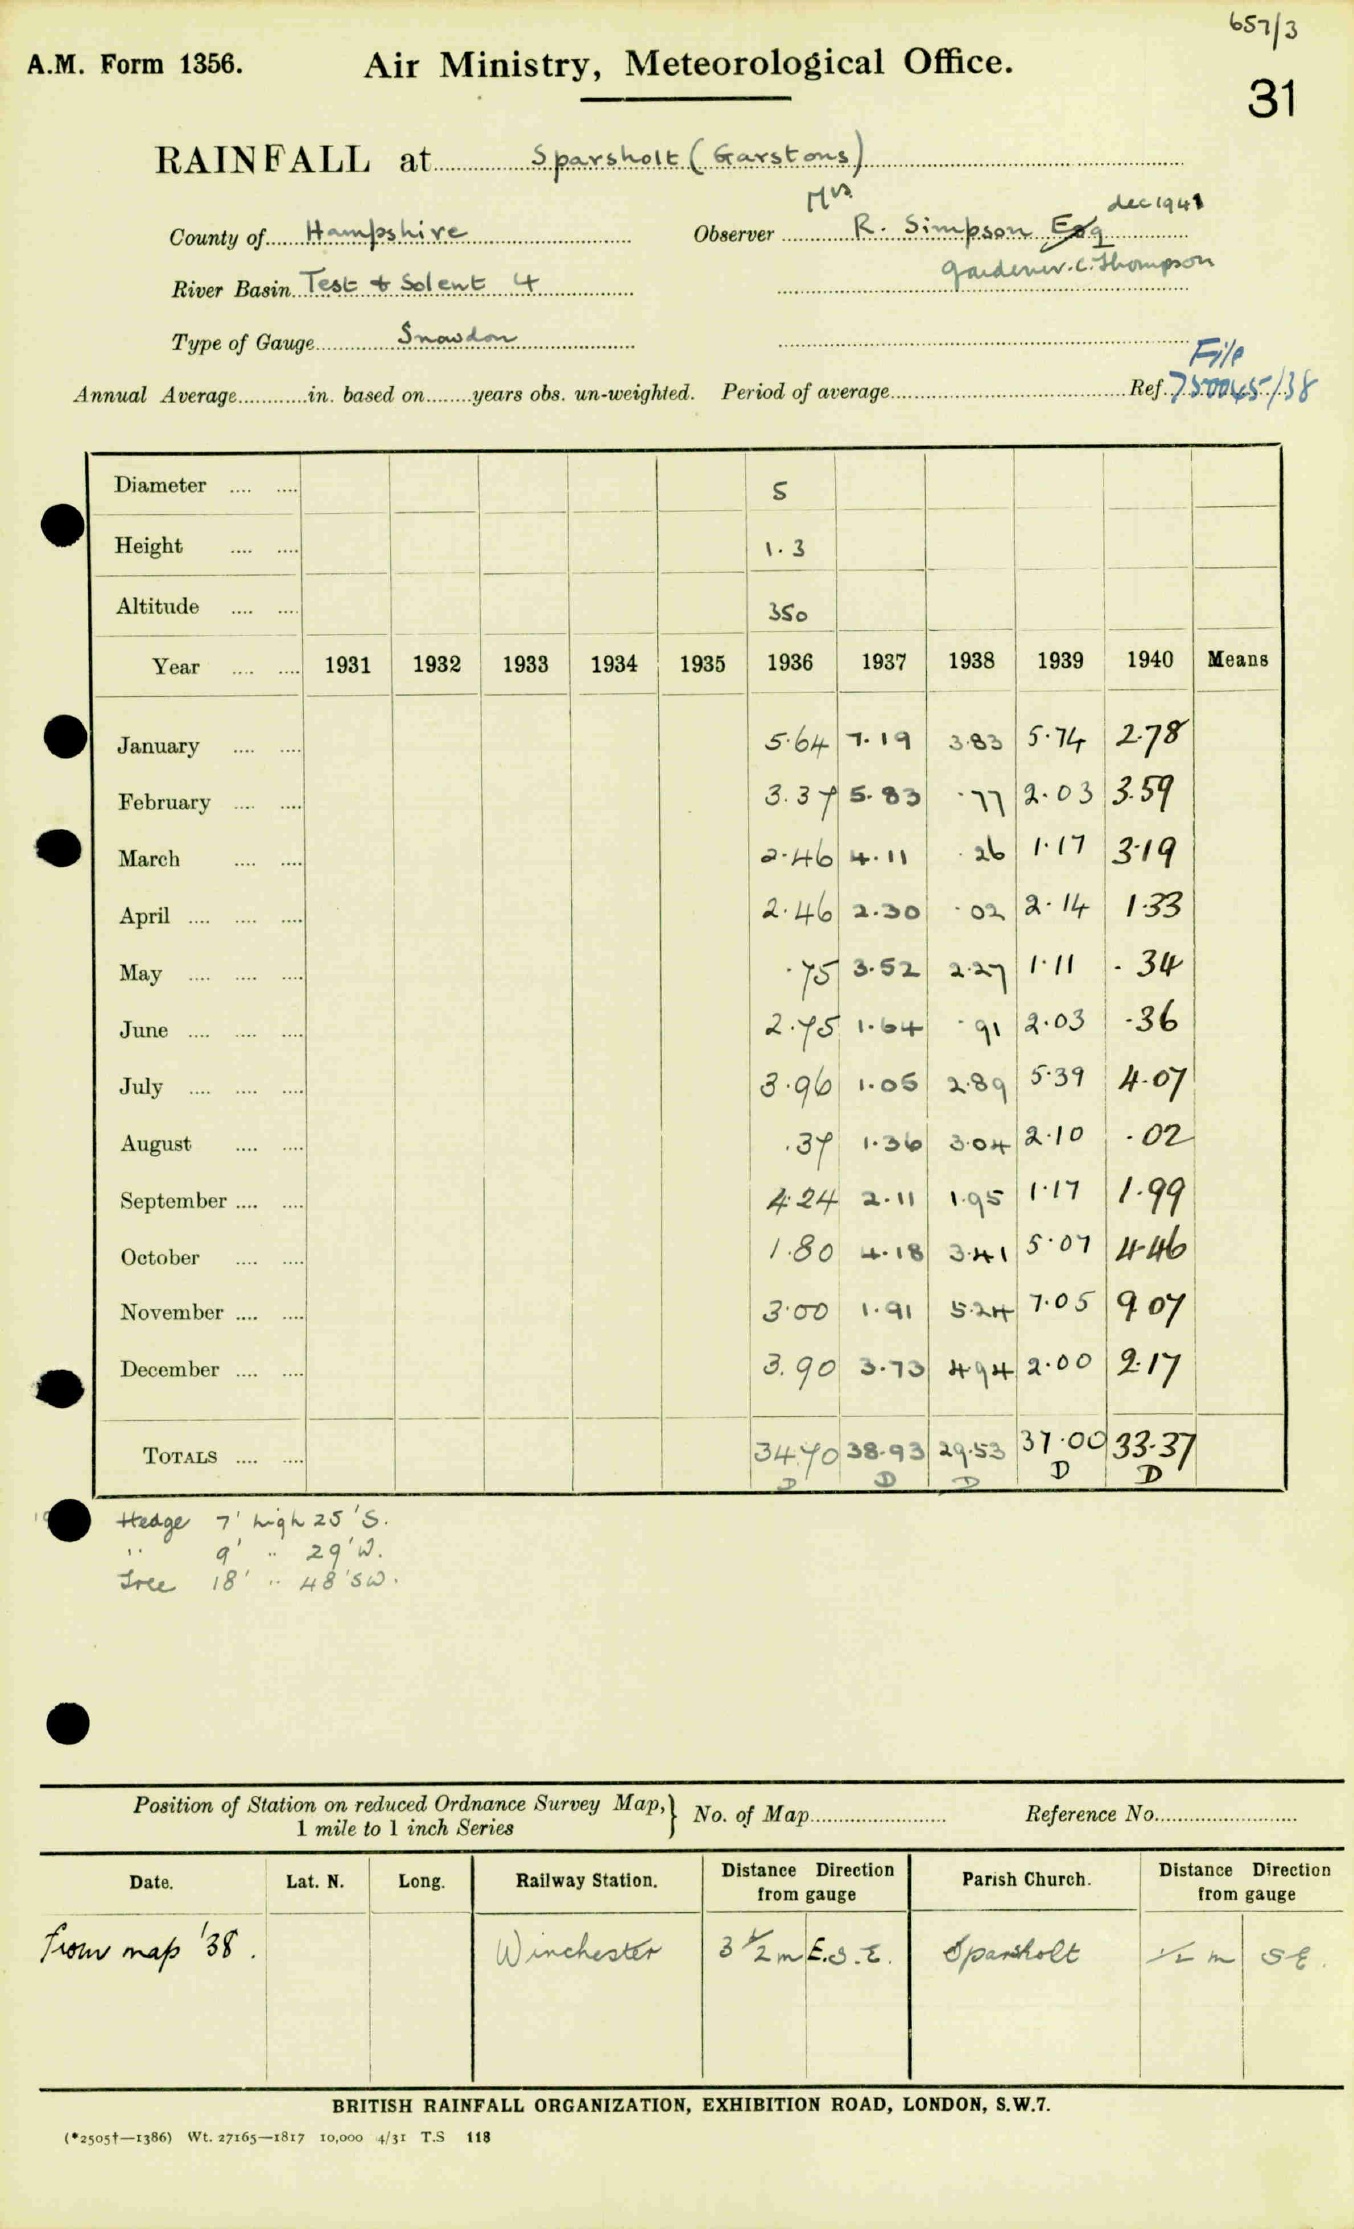 657/3
A.M. Form 1356. Air Ministry, Meteorological Office.
31
RAINFALL at Sparsholt (Garstons)
Mrs dec 1941
County of Hampshire Observer R. Simpson Esq
gardener. C. Thompson
River Basin Test & Solent 4
Type of Gauge Snowdon
File
Annual Average in. based on years obs. un-weighted. Period of average Ref. 750045/38
Diameter 5
Height 1.3
Altitude 350
Year 1931 1932 1933 1934 1935 1936 1937 1938 1939 1940 Means
January 5.64 7.19 3.83 5.74 2.78
February 3.37 5.83 .77 2.03 3.59
March 2.46 4.11 .26 1.17 3.19
April 2.46 2.30 .02 2.14 1.33
May .75 3.52 2.27 1.11 .34
June 2.75 1.64 .91 2.03 .36
July 3.96 1.05 2.89 5.39 4.07
August .37 1.36 3.04 2.10 .02
September 4.24 2.11 1.95 1.17 1.99
October 1.80 4.18 3.41 5.07 4.46
November 3.00 1.91 5.24 7.05 9.07
December 3.90 3.73 4.94 2.00 2.17
TOTALS 34.70 38.93 29.53 37.00 33.37
D D D D D
Hedge 7' high 25' S.
" 9' " 29' W.
Tree 18' " 48' SW.
Position of Station on reduced Ordnance Survey Map, 1 mile to 1 inch Series } No. of Map Reference No.
Date. Lat. N. Long. Railway Station. Distance Direction from gauge Parish Church. Distance Direction from gauge
from map '38. Winchester 3 1/2 m E.S.E. Sparsholt 1/2 m SE.
BRITISH RAINFALL ORGANIZATION, EXHIBITION ROAD, LONDON, S.W.7.
(*2505†—1386) Wt. 27165—1817 10,000 4/31 T.S 118